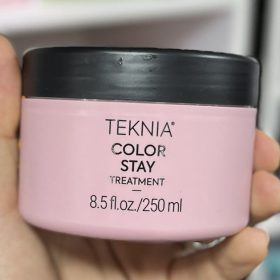 TEKNIA®
COLOR
STAY
TREATMENT
8.5 fl.oz./250 ml